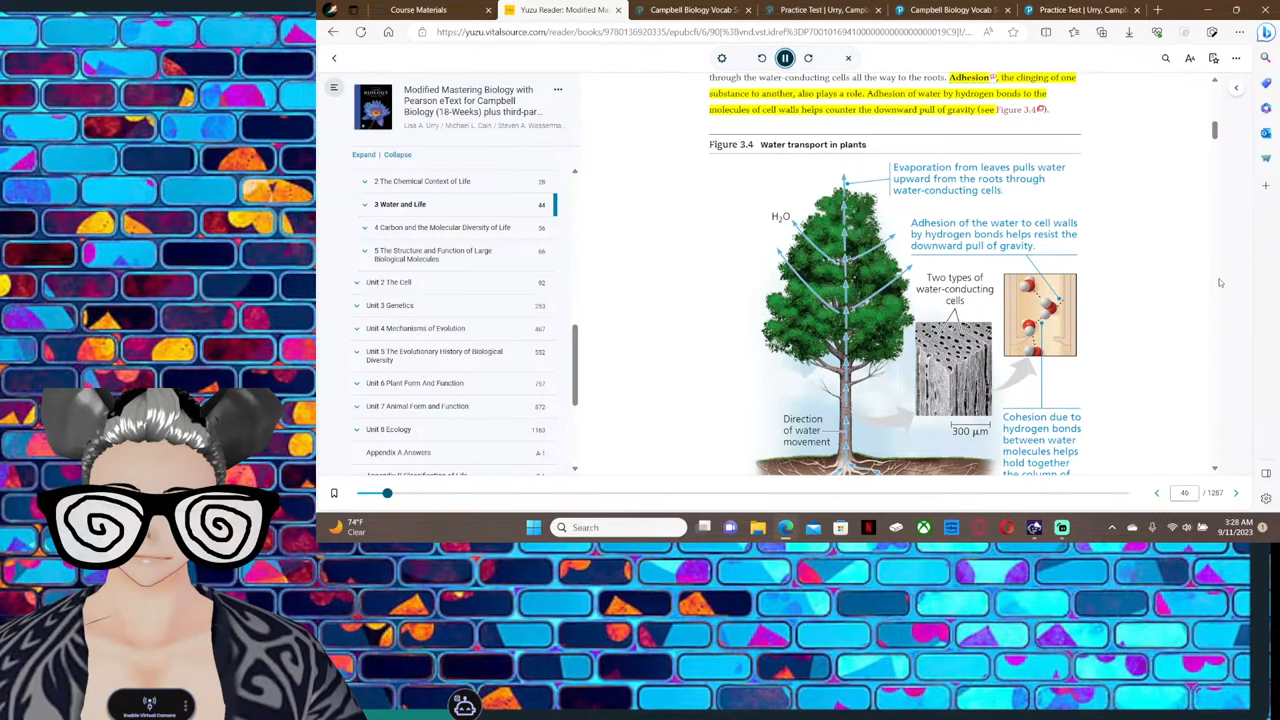 Course Materials
Yuzu Reader: Modified Ma
Campbell Biology Vocab Se
Practice Test | Urry, Camp
Practice Test | Urry, Camp
https://yuzu.vitalsource.com/reader/books/9780136920335/epubcfi/6/90[%3Bvnd.vst.idref%3DP70010169410000000000000000019C9]!/...
Modified Mastering Biology with
Pearson eText for Campbell
Biology (18-Weeks) plus third-par...
Lisa A. Urry / Michael L. Cain / Steven A. Wasserma...
Expand | Collapse
2 The Chemical Context of Life 28
3 Water and Life 44
4 Carbon and the Molecular Diversity of Life 56
5 The Structure and Function of Large 66
Biological Molecules
Unit 2 The Cell 92
Unit 3 Genetics 253
Unit 4 Mechanisms of Evolution 467
Unit 5 The Evolutionary History of Biological 552
Diversity
Unit 6 Plant Form And Function 757
Unit 7 Animal Form and Function 872
Unit 8 Ecology 1163
Appendix A Answers A-1
through the water-conducting cells all the way to the roots. Adhesion, the clinging of one
substance to another, also plays a role. Adhesion of water by hydrogen bonds to the
molecules of cell walls helps counter the downward pull of gravity (see Figure 3.4).
Figure 3.4 Water transport in plants
Evaporation from leaves pulls water
upward from the roots through
water-conducting cells.
H2O
Adhesion of the water to cell walls
by hydrogen bonds helps resist the
downward pull of gravity.
Two types of
water-conducting
cells
300 µm
Direction
of water
movement
Cohesion due to
hydrogen bonds
between water
molecules helps
hold together
the column of
46 / 1287
74°F
Clear
Search
3:28 AM
9/11/2023
Enable Virtual Camera